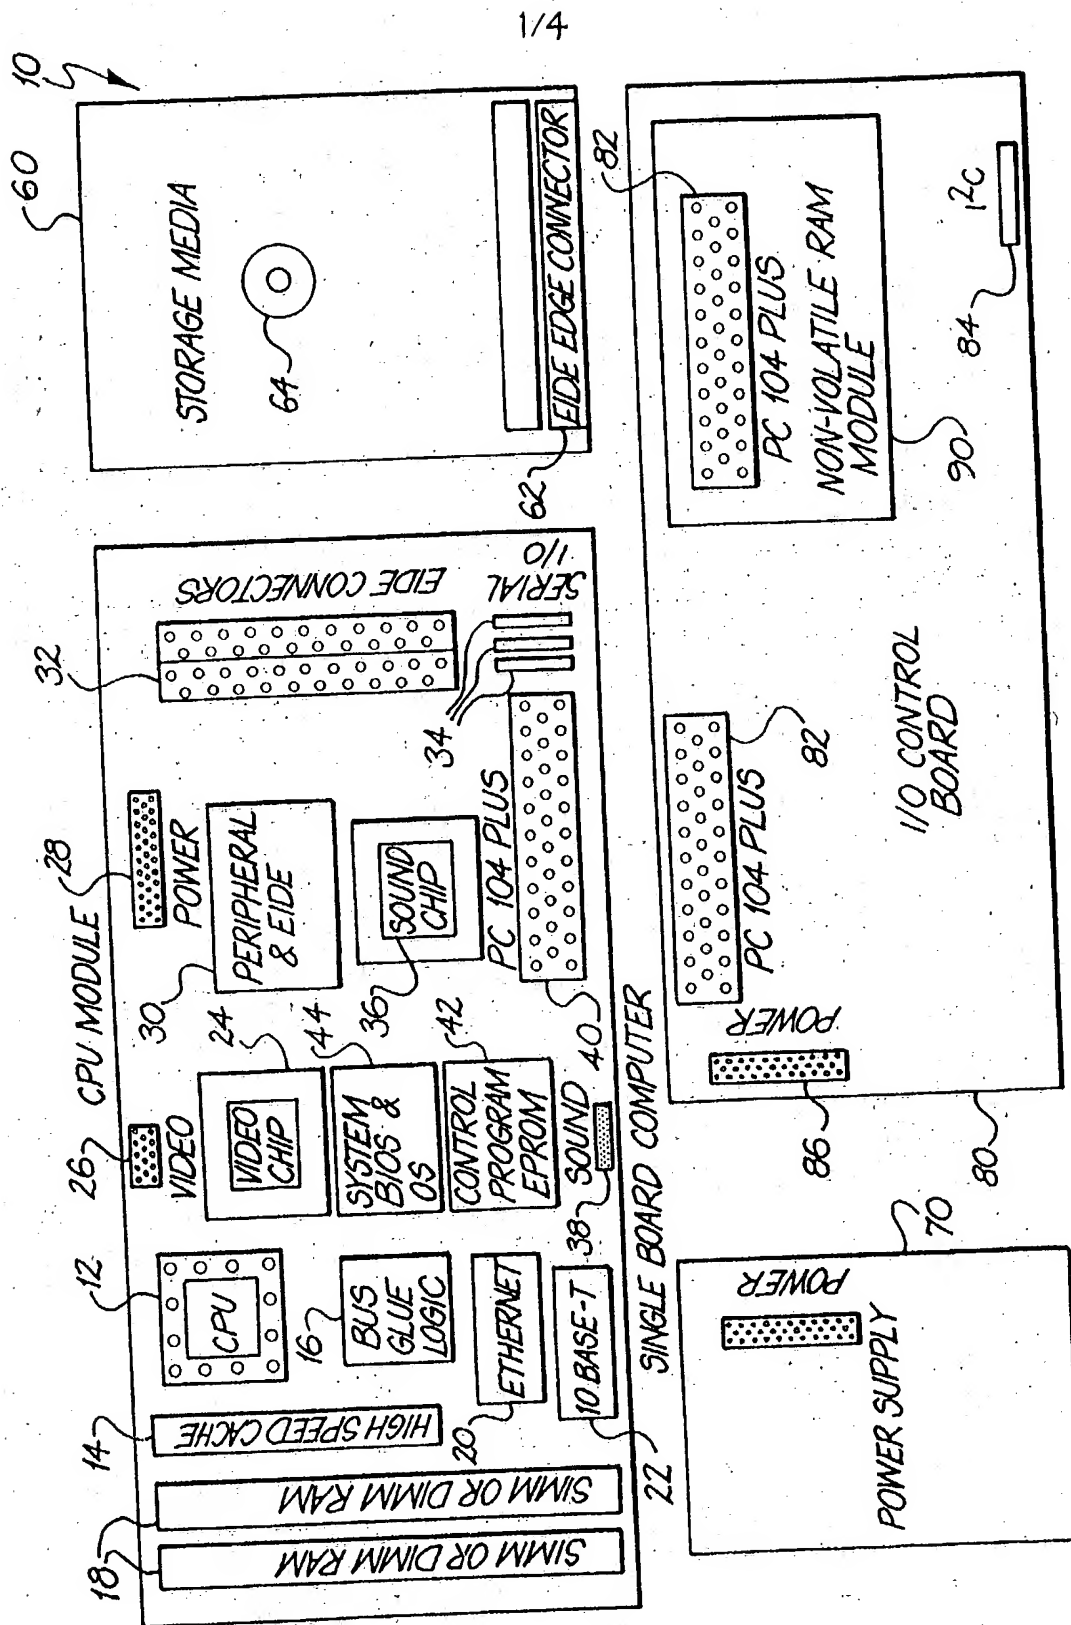 1/4
10
60
STORAGE MEDIA
64
EIDE EDGE CONNECTOR
62
CPU MODULE
18
SIMM OR DIMM RAM
SIMM OR DIMM RAM
14
HIGH SPEED CACHE
12
CPU
16
BUS
GLUE
LOGIC
20
ETHERNET
22
10 BASE-T
26
VIDEO
24
VIDEO
CHIP
44
SYSTEM
BIOS &
OS
42
CONTROL
PROGRAM
EPROM
38
SOUND
28
POWER
30
PERIPHERAL
& EIDE
36
SOUND
CHIP
40
PC 104 PLUS
32
EIDE CONNECTORS
34
SERIAL
I/O
SINGLE BOARD COMPUTER
70
POWER
POWER SUPPLY
80
86
POWER
82
PC 104 PLUS
I/O CONTROL
BOARD
82
PC 104 PLUS
NON-VOLATILE RAM
MODULE
90
84
I2C